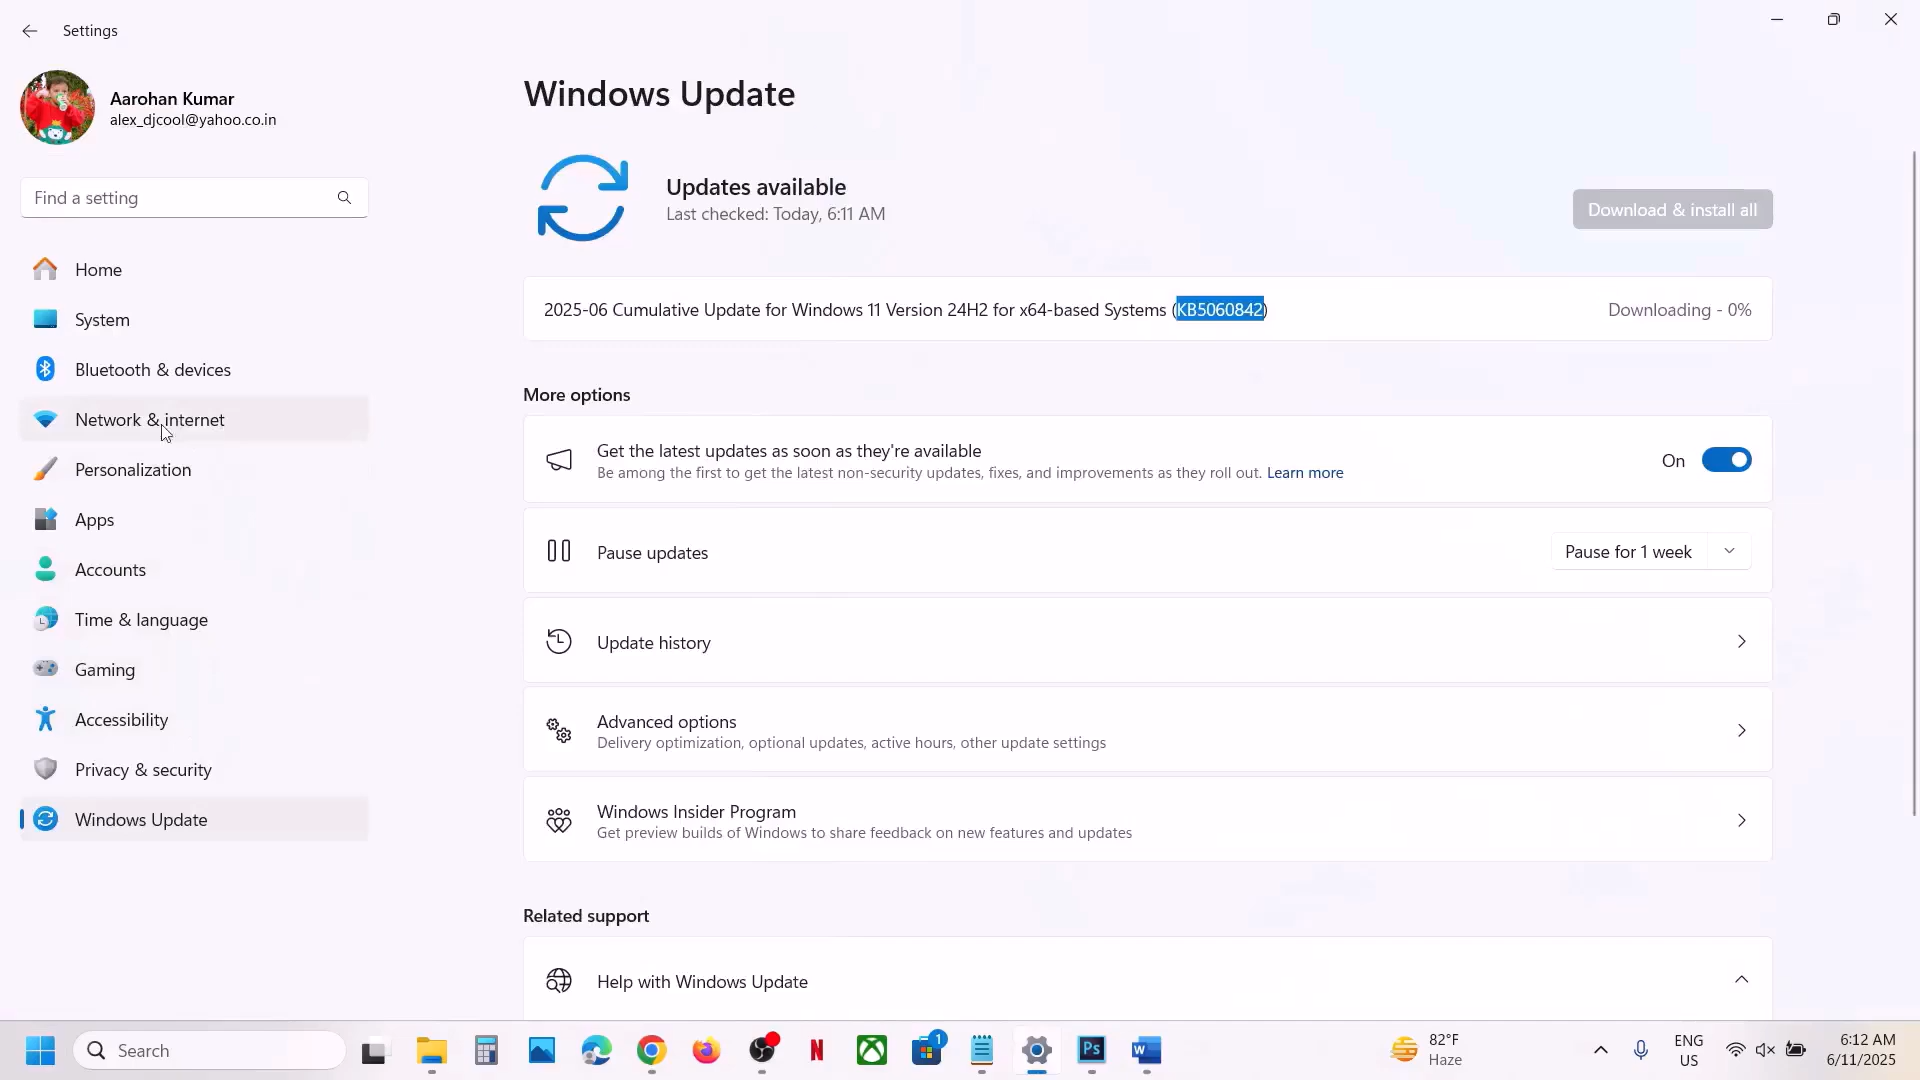 Settings
Aarohan Kumar
alex_djcool@yahoo.co.in
Find a setting
Home
System
Bluetooth & devices
Network & internet
Personalization
Apps
Accounts
Time & language
Gaming
Accessibility
Privacy & security
Windows Update
Windows Update
Updates available
Last checked: Today, 6:11 AM
Download & install all
2025-06 Cumulative Update for Windows 11 Version 24H2 for x64-based Systems (KB5060842)
Downloading - 0%
More options
Get the latest updates as soon as they're available
Be among the first to get the latest non-security updates, fixes, and improvements as they roll out. Learn more
On
Pause updates
Pause for 1 week
Update history
Advanced options
Delivery optimization, optional updates, active hours, other update settings
Windows Insider Program
Get preview builds of Windows to share feedback on new features and updates
Related support
Help with Windows Update
Search
N
1
Ps
W
82°F
Haze
ENG
US
6:12 AM
6/11/2025